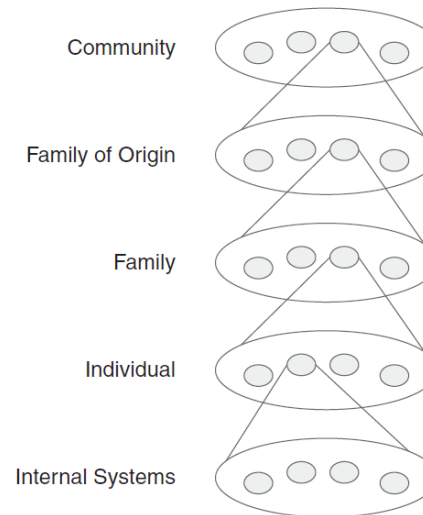 Community
Family of Origin
Family
Individual
Internal Systems